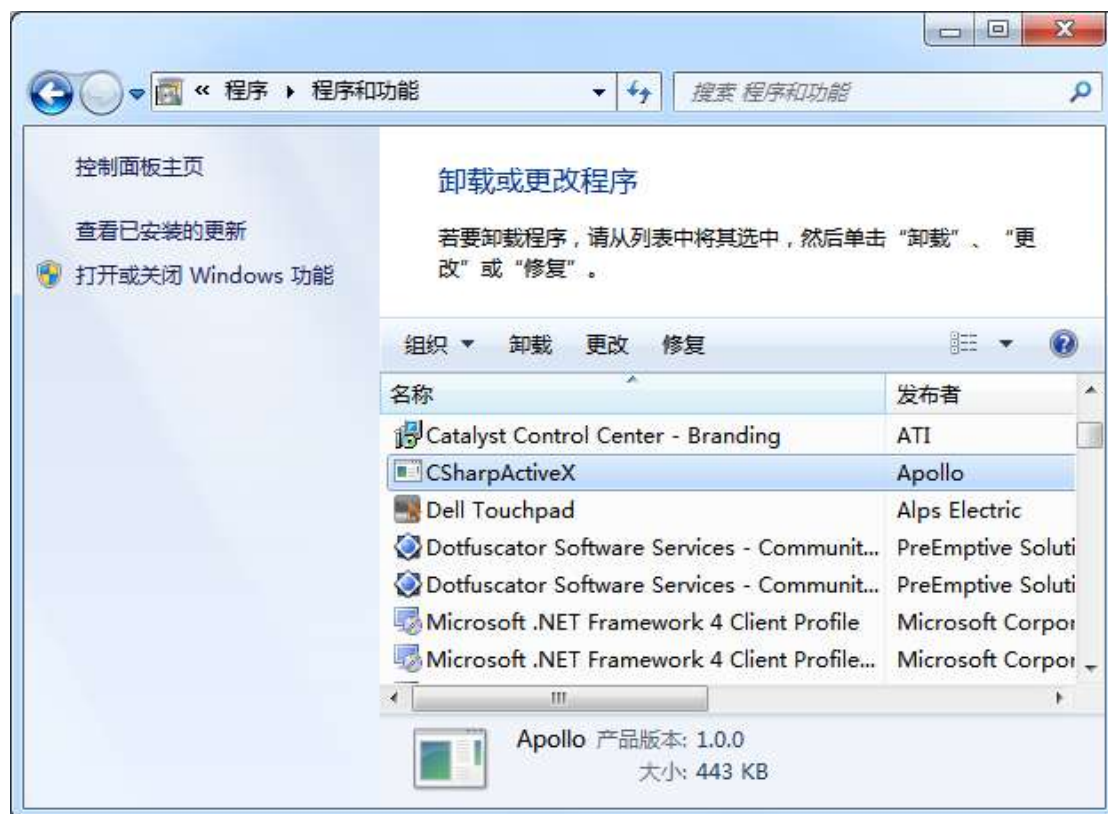 « 程序 ▸ 程序和功能
搜索 程序和功能
控制面板主页
查看已安装的更新
打开或关闭 Windows 功能
卸载或更改程序
若要卸载程序，请从列表中将其选中，然后单击“卸载”、“更
改”或“修复”。
组织 卸载 更改 修复
名称 发布者
Catalyst Control Center - Branding ATI
CSharpActiveX Apollo
Dell Touchpad Alps Electric
Dotfuscator Software Services - Communit... PreEmptive Soluti
Dotfuscator Software Services - Communit... PreEmptive Soluti
Microsoft .NET Framework 4 Client Profile Microsoft Corpor
Microsoft .NET Framework 4 Client Profile... Microsoft Corpor
Apollo 产品版本: 1.0.0
大小: 443 KB